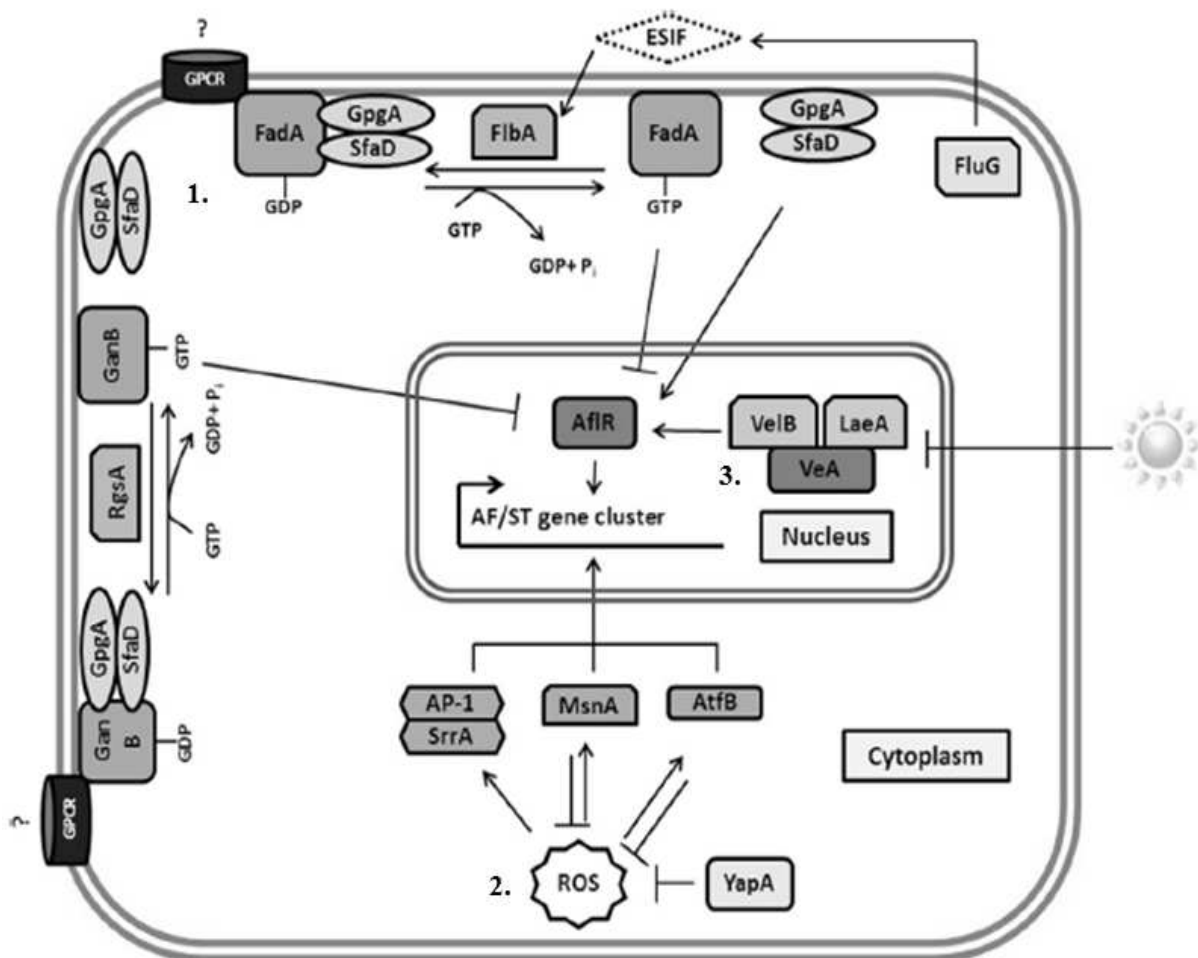 ?
ESIF
GPCR
FadA
GpgA
SfaD
GDP
FlbA
GTP
GDP+ Pi
FadA
GTP
GpgA
SfaD
FluG
1.
GpgA
SfaD
GanB
GTP
RgsA
GDP+ Pi
GTP
GpgA
SfaD
Gan
B
GDP
GPCR
?
AflR
VelB
LaeA
VeA
3.
AF/ST gene cluster
Nucleus
AP-1
SrrA
MsnA
AtfB
Cytoplasm
2.
ROS
YapA